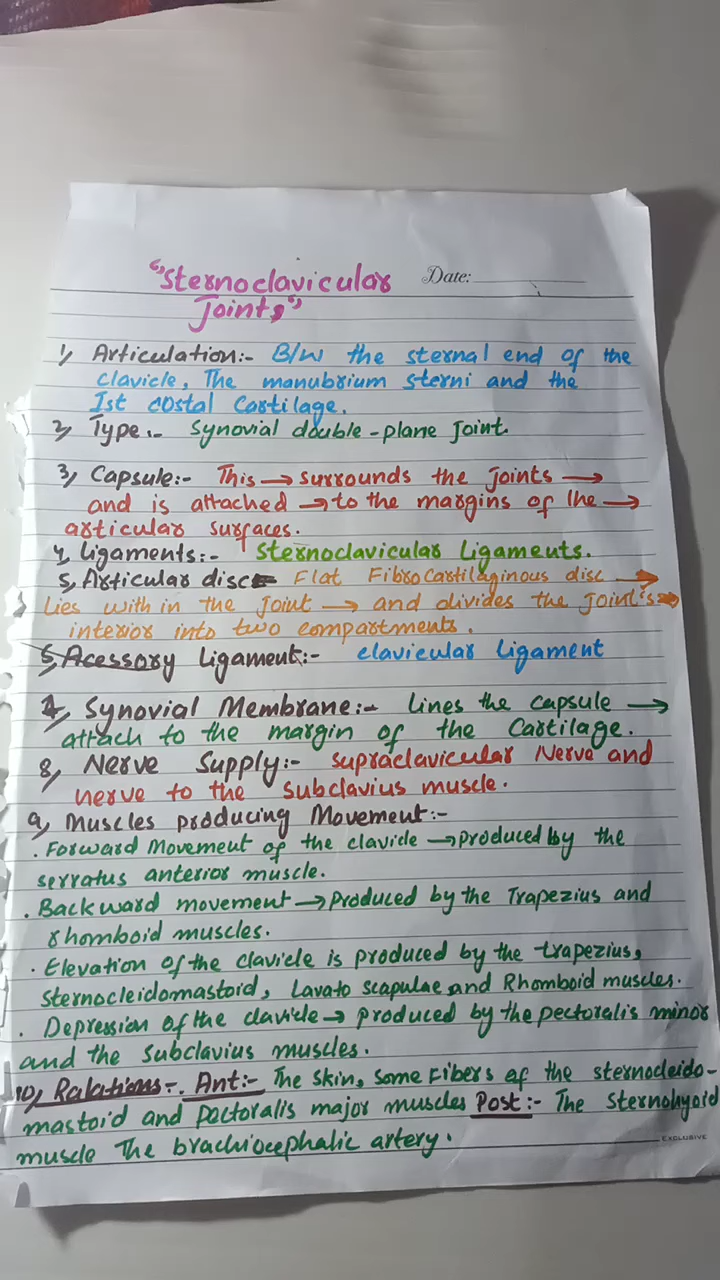 "Sternoclavicular Date:
Joints"
1, Articulation:- B/W the sternal end of the
clavicle, The manubrium sterni and the
Ist costal Cartilage.
2, Type:- Synovial double-plane Joint.
3, Capsule:- This → surrounds the joints →
and is attached → to the margins of the →
articular surfaces.
4, Ligaments:- Sternoclavicular Ligaments.
5, Articular disc:- Flat Fibrocartilaginous disc →
Lies with in the joint → and divides the joint's →
interior into two compartments.
5, Acessory Ligament:- clavicular Ligament
7, Synovial Membrane:- Lines the capsule →
attach to the margin of the Cartilage.
8, Nerve Supply:- supraclavicular Nerve and
nerve to the Subclavius muscle.
9, Muscles producing Movement:-
. Forward Movement of the clavicle → produced by the
serratus anterior muscle.
. Backward movement → Produced by the Trapezius and
rhomboid muscles.
. Elevation of the clavicle is produced by the trapezius,
Sternocleidomastoid, Lavato scapulae, and Rhomboid muscles.
. Depression of the clavicle → produced by the pectoralis minor
and the subclavius muscles.
10, Ralations:-. Ant:- The skin, some Fibers of the sternocleido-
mastoid and pectoralis major muscles Post:- The Sternohyoid
muscle The brachiocephalic artery.
EXCLUSIVE